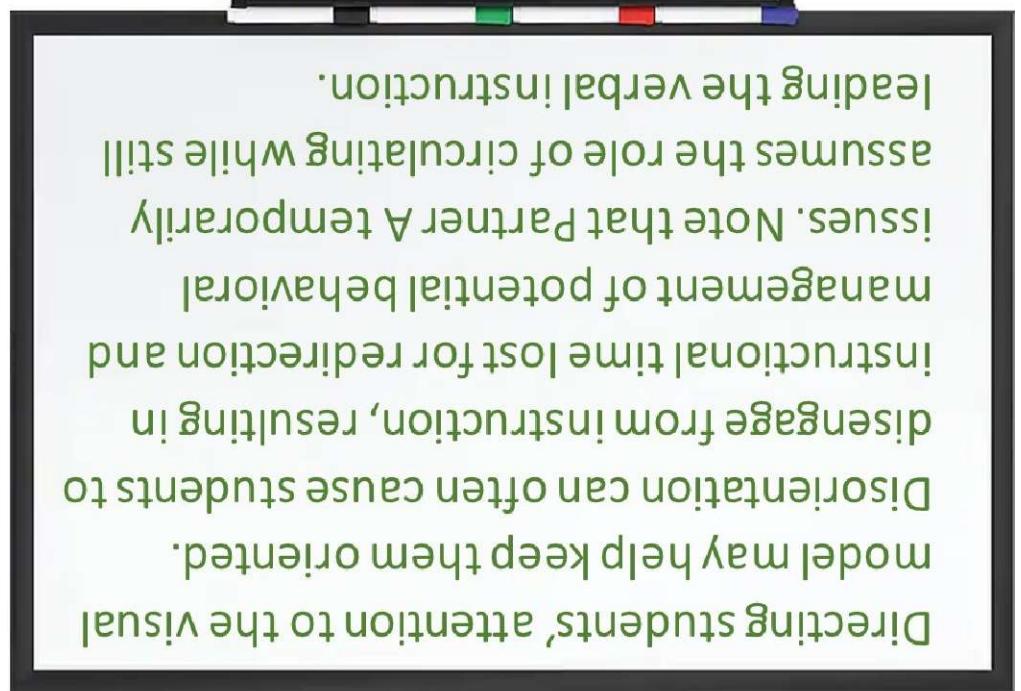 Directing students' attention to the visual
model may help keep them oriented.
Disorientation can often cause students to
disengage from instruction, resulting in
instructional time lost for redirection and
management of potential behavioral
issues. Note that Partner A temporarily
assumes the role of circulating while still
leading the verbal instruction.